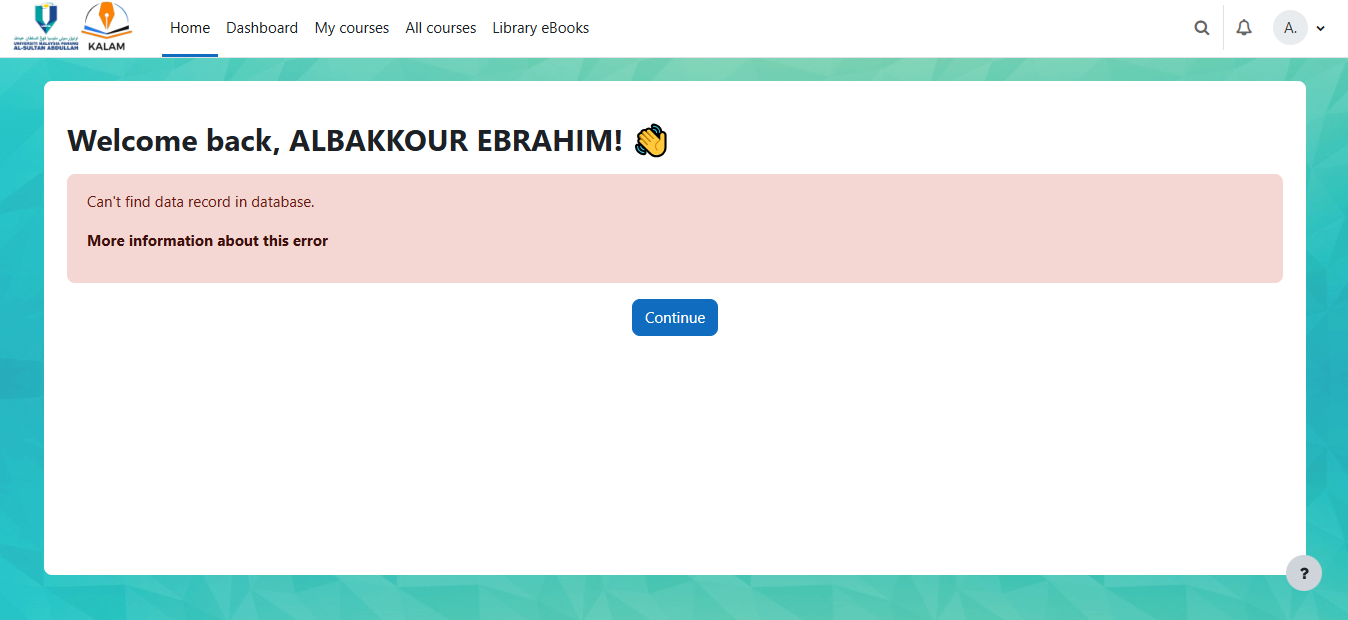 UNIVERSITI MALAYSIA PAHANG
AL-SULTAN ABDULLAH
KALAM
Home
Dashboard
My courses
All courses
Library eBooks
A.
Welcome back, ALBAKKOUR EBRAHIM! 👋
Can't find data record in database.
More information about this error
Continue
?